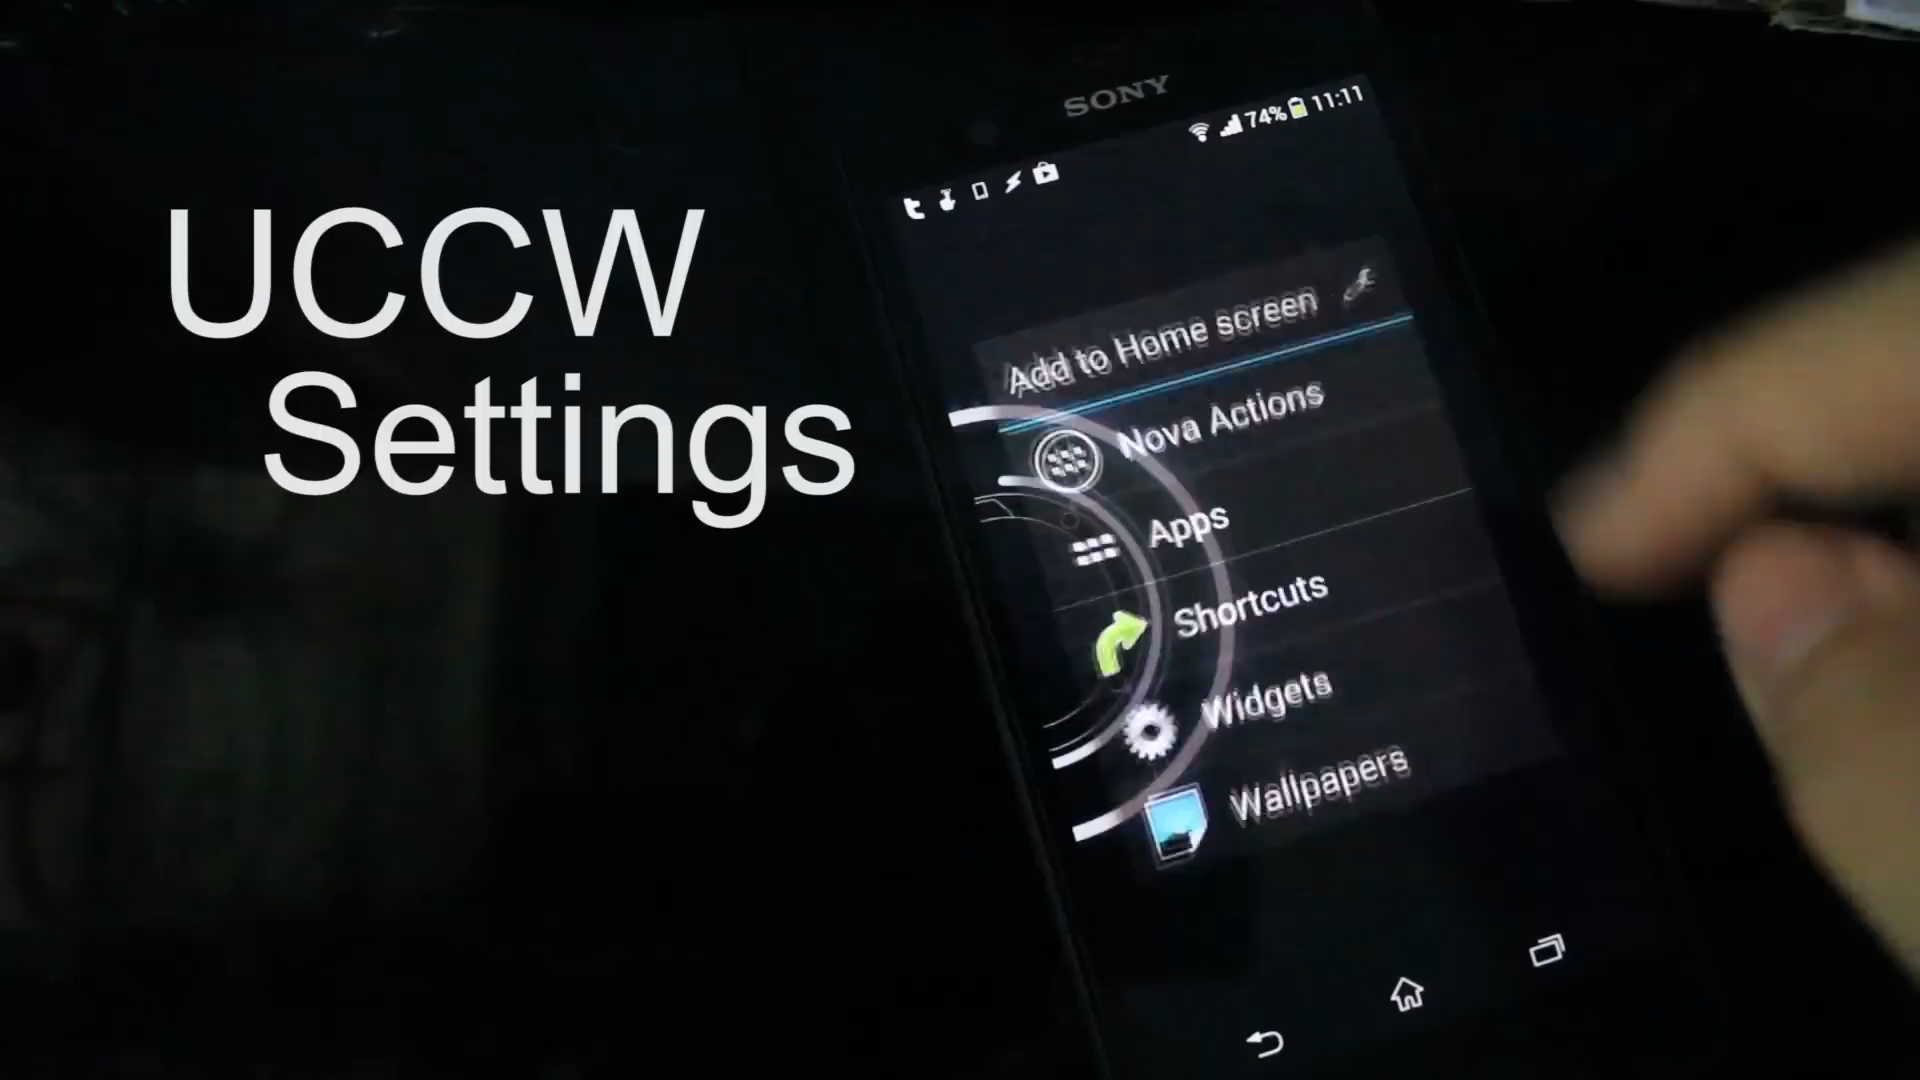 UCCW
Settings
SONY
74% 11:11
Add to Home screen
Nova Actions
Apps
Shortcuts
Widgets
Wallpapers